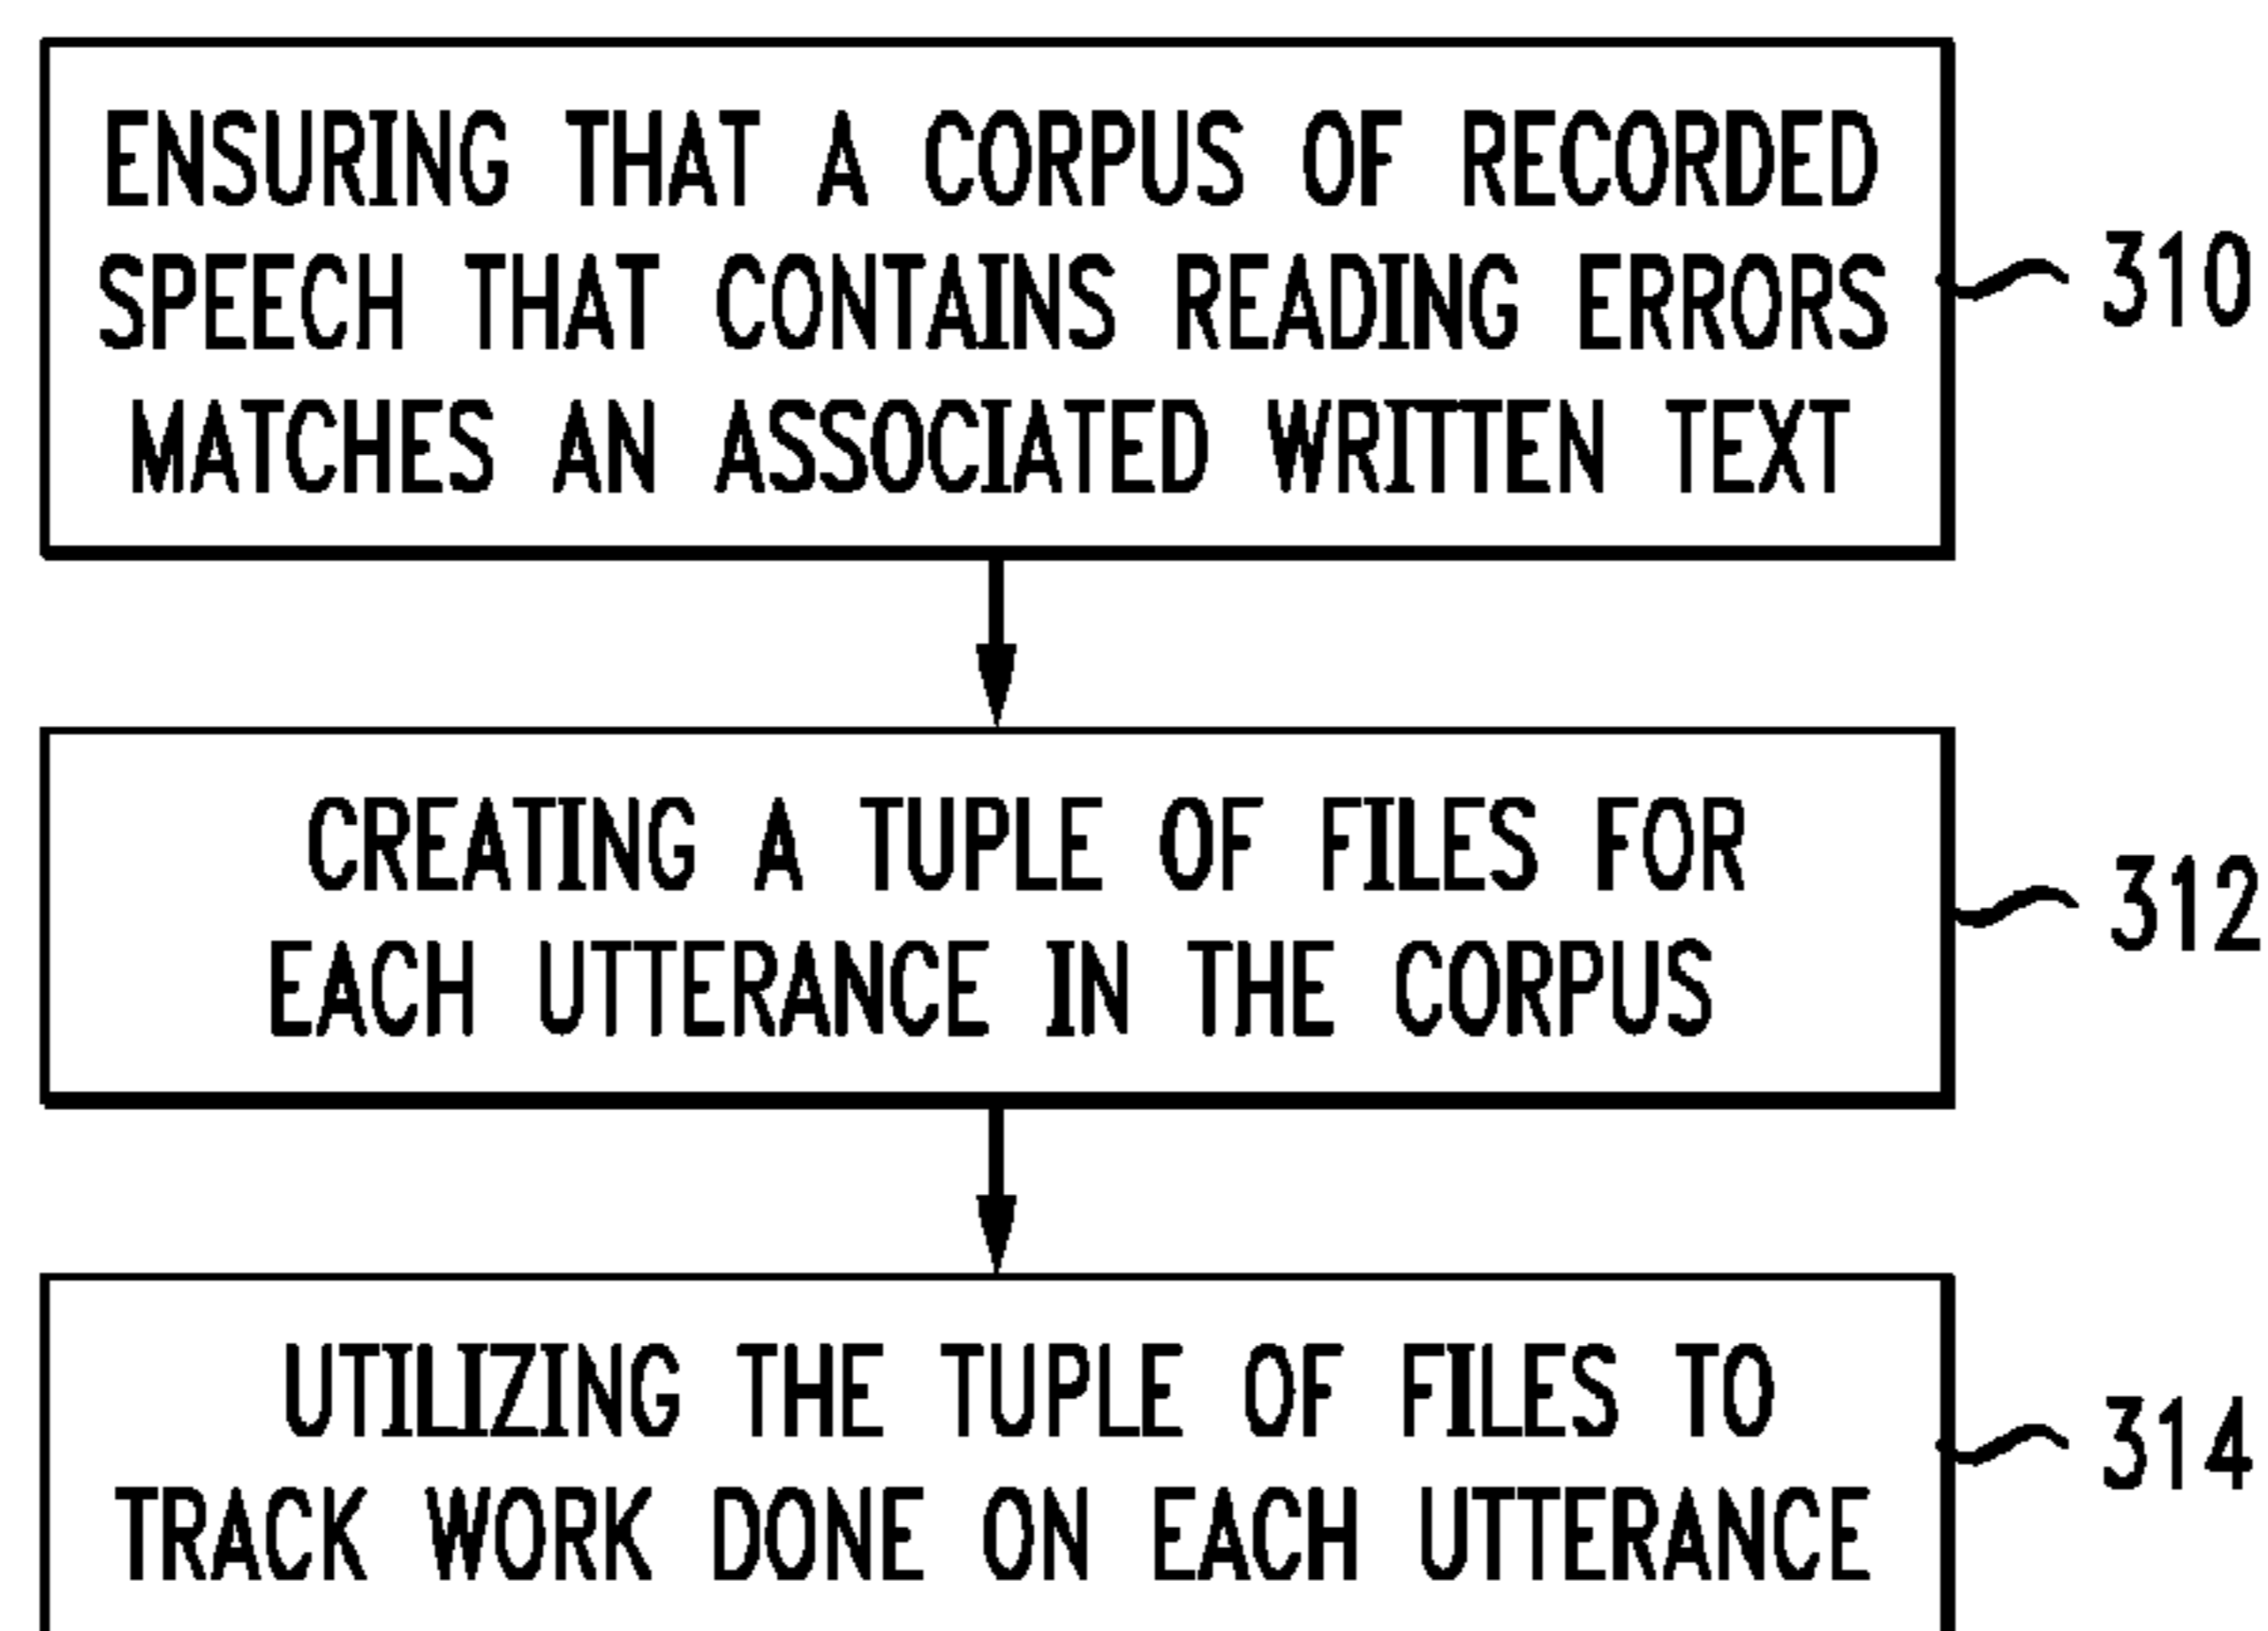 ENSURING THAT A CORPUS OF RECORDED
SPEECH THAT CONTAINS READING ERRORS
MATCHES AN ASSOCIATED WRITTEN TEXT
310
CREATING A TUPLE OF FILES FOR
EACH UTTERANCE IN THE CORPUS
312
UTILIZING THE TUPLE OF FILES TO
TRACK WORK DONE ON EACH UTTERANCE
314